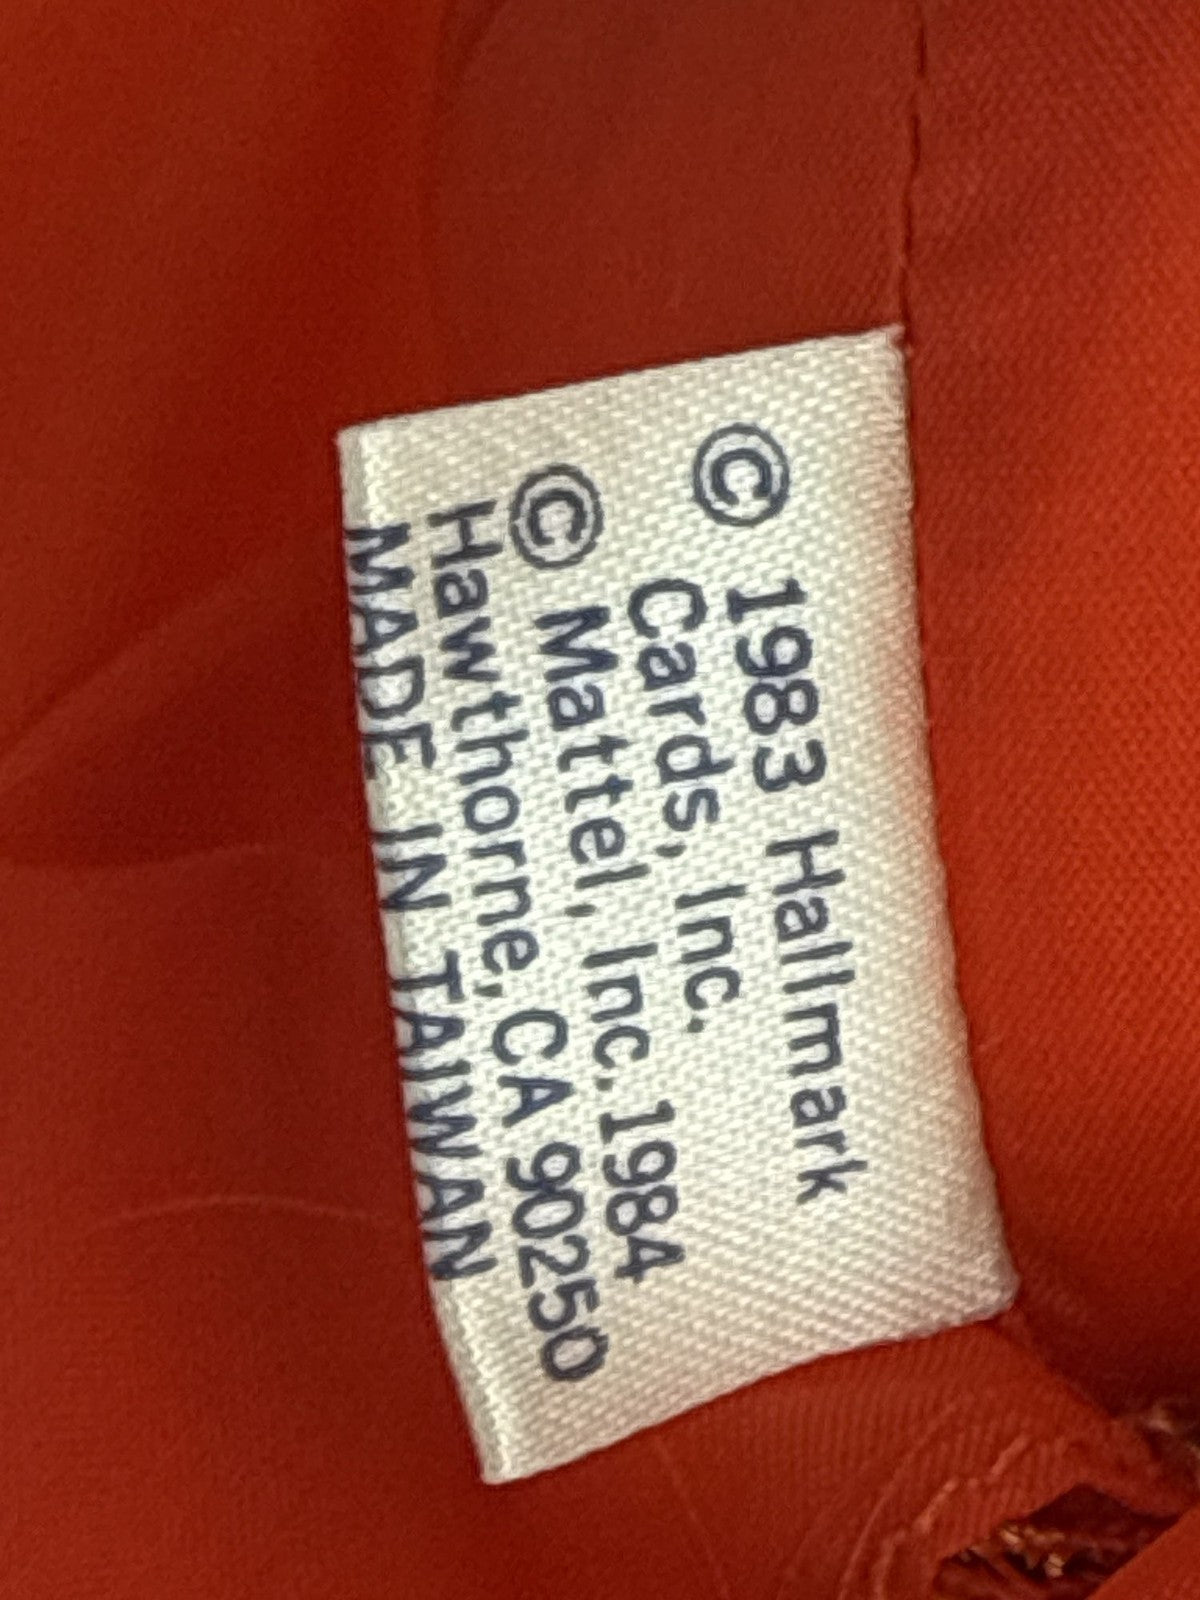 © 1983 Hallmark
Cards, Inc.
© Mattel, Inc. 1984
Hawthorne, CA 90250
MADE IN TAIWAN